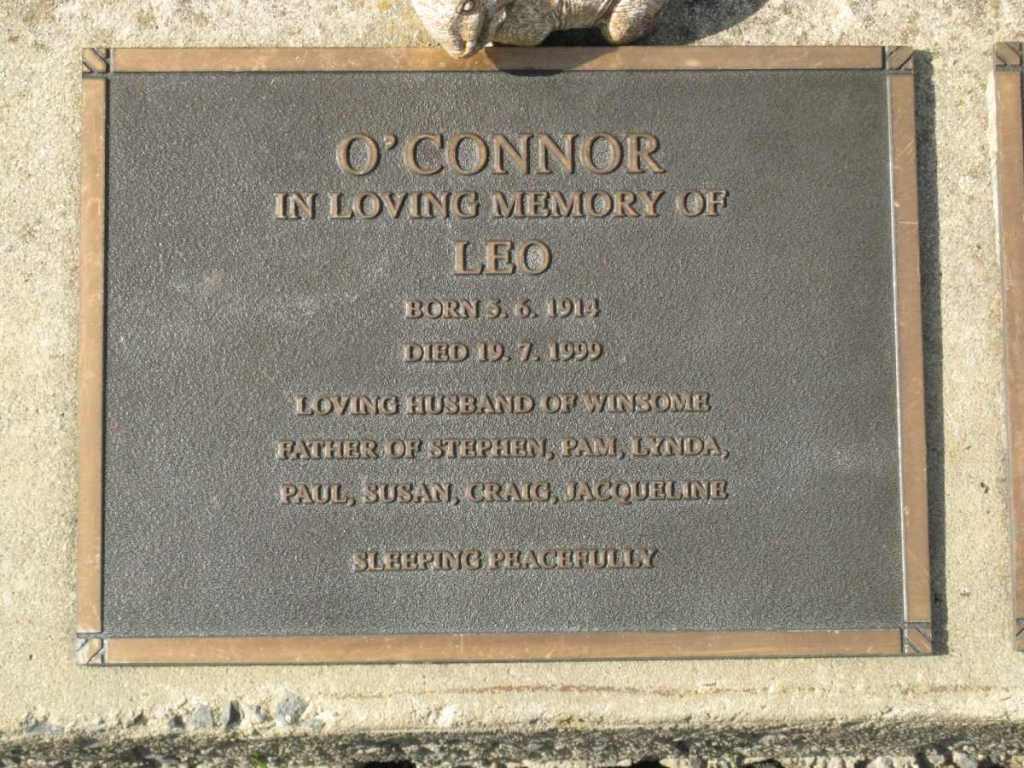 O'CONNOR
IN LOVING MEMORY OF
LEO
BORN 5. 6. 1914
DIED 19. 7. 1999
LOVING HUSBAND OF WINSOME
FATHER OF STEPHEN, PAM, LYNDA,
PAUL, SUSAN, CRAIG, JACQUELINE
SLEEPING PEACEFULLY